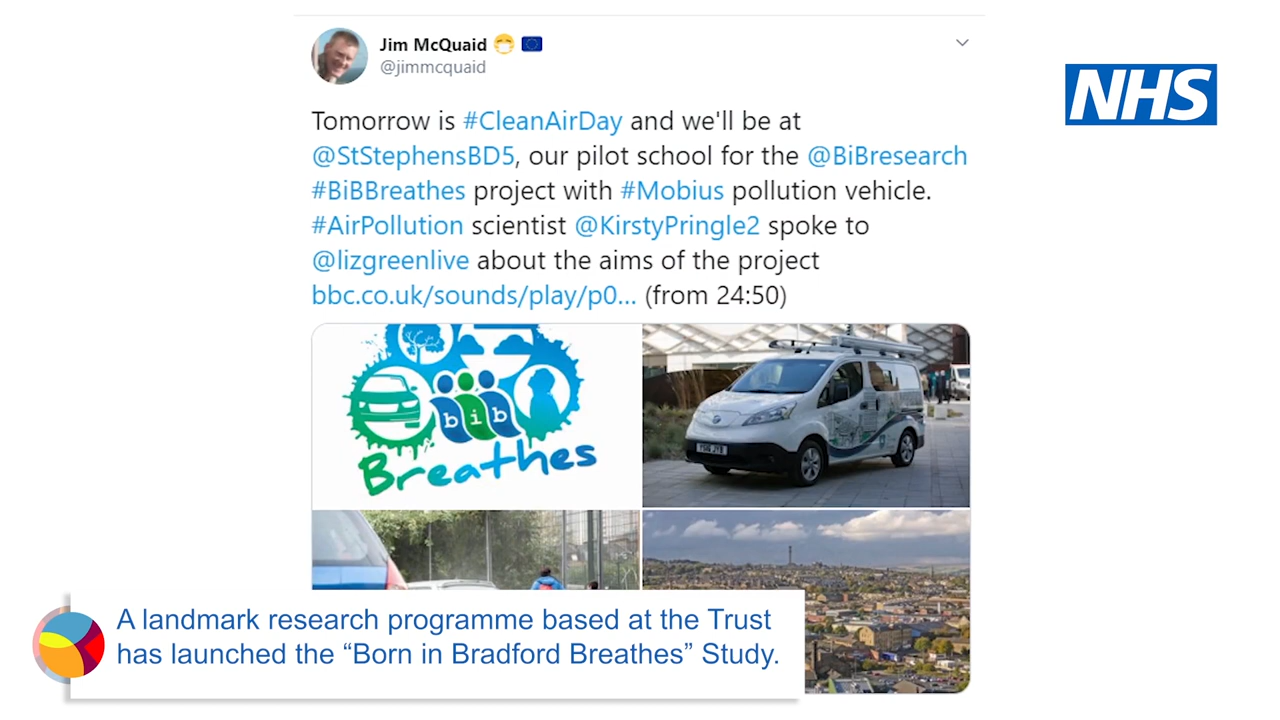 Jim McQuaid
@jimmcquaid
NHS
Tomorrow is #CleanAirDay and we'll be at
@StStephensBD5, our pilot school for the @BiBresearch
#BiBBreathes project with #Mobius pollution vehicle.
#AirPollution scientist @KirstyPringle2 spoke to
@lizgreenlive about the aims of the project
bbc.co.uk/sounds/play/p0... (from 24:50)
bib
Breathes
A landmark research programme based at the Trust
has launched the “Born in Bradford Breathes” Study.